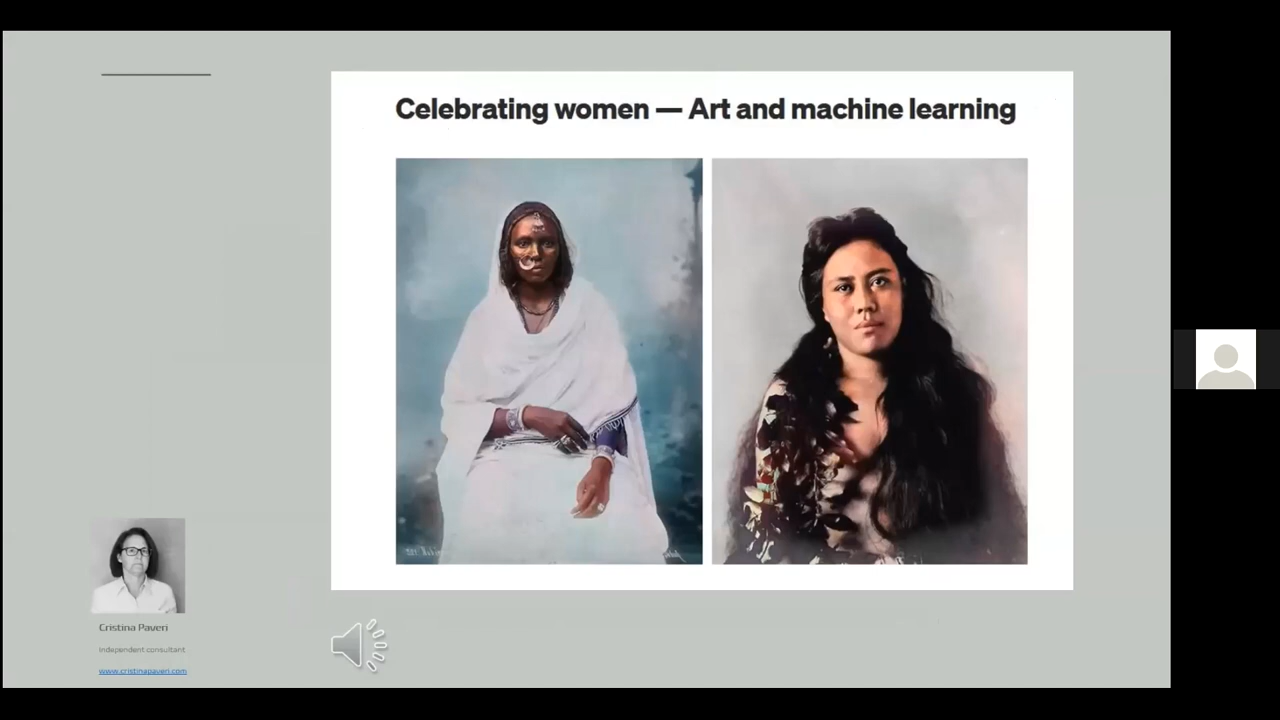 Celebrating women — Art and machine learning
Cristina Paveri
independent consultant
www.cristinapaveri.com